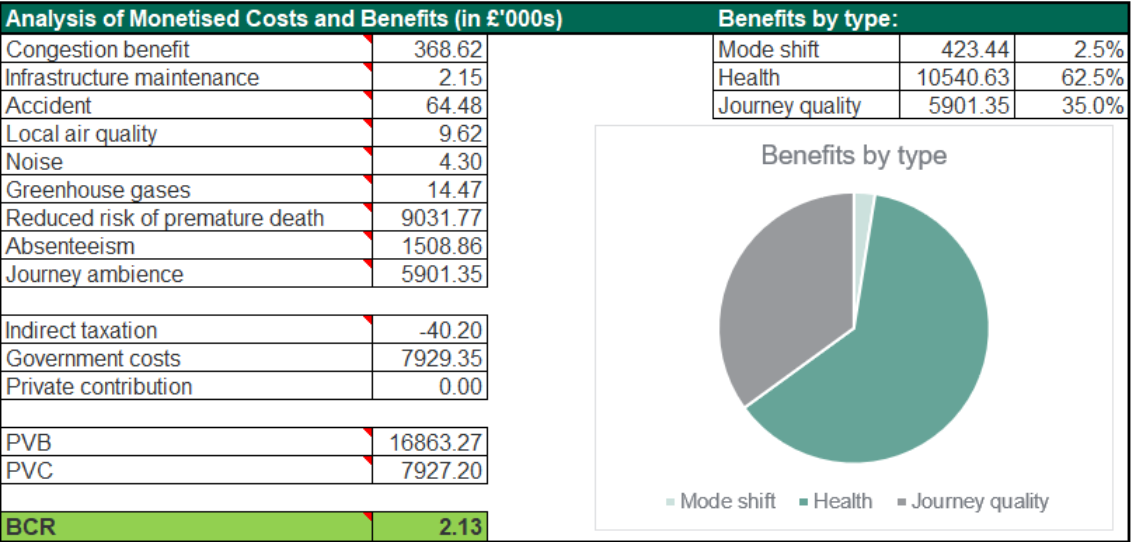 Analysis of Monetised Costs and Benefits (in £'000s)
Congestion benefit 368.62
Infrastructure maintenance 2.15
Accident 64.48
Local air quality 9.62
Noise 4.30
Greenhouse gases 14.47
Reduced risk of premature death 9031.77
Absenteeism 1508.86
Journey ambience 5901.35
Indirect taxation -40.20
Government costs 7929.35
Private contribution 0.00
PVB 16863.27
PVC 7927.20
BCR 2.13
Benefits by type:
Mode shift 423.44 2.5%
Health 10540.63 62.5%
Journey quality 5901.35 35.0%
Benefits by type
Mode shift Health Journey quality